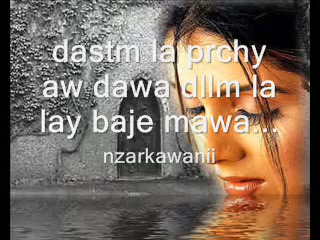 dastm la prchy
aw dawa dllm la
lay baje mawa...
nzarkawanii